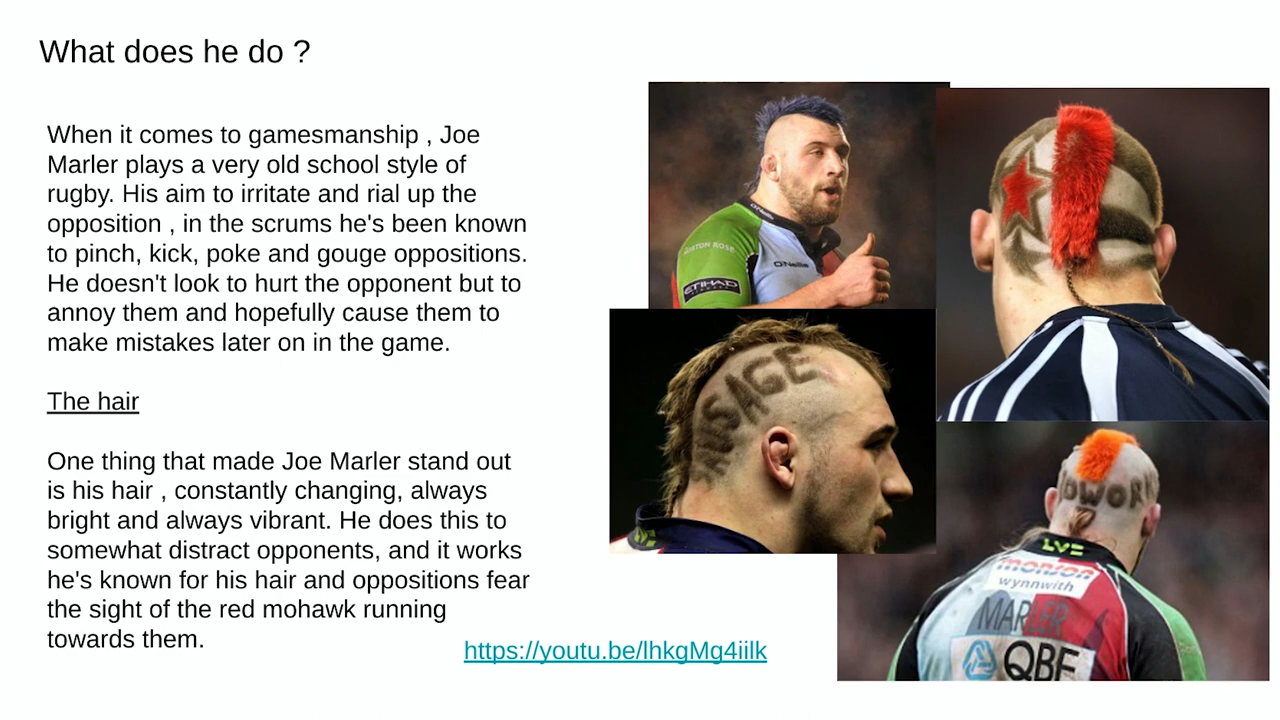 What does he do ?
When it comes to gamesmanship , Joe
Marler plays a very old school style of
rugby. His aim to irritate and rial up the
opposition , in the scrums he's been known
to pinch, kick, poke and gouge oppositions.
He doesn't look to hurt the opponent but to
annoy them and hopefully cause them to
make mistakes later on in the game.
The hair
One thing that made Joe Marler stand out
is his hair , constantly changing, always
bright and always vibrant. He does this to
somewhat distract opponents, and it works
he's known for his hair and oppositions fear
the sight of the red mohawk running
towards them.
https://youtu.be/lhkgMg4iilk
O'Neills
O'Neills
ETIHAD
LV=
monson
wynnwith
MARLER
QBE